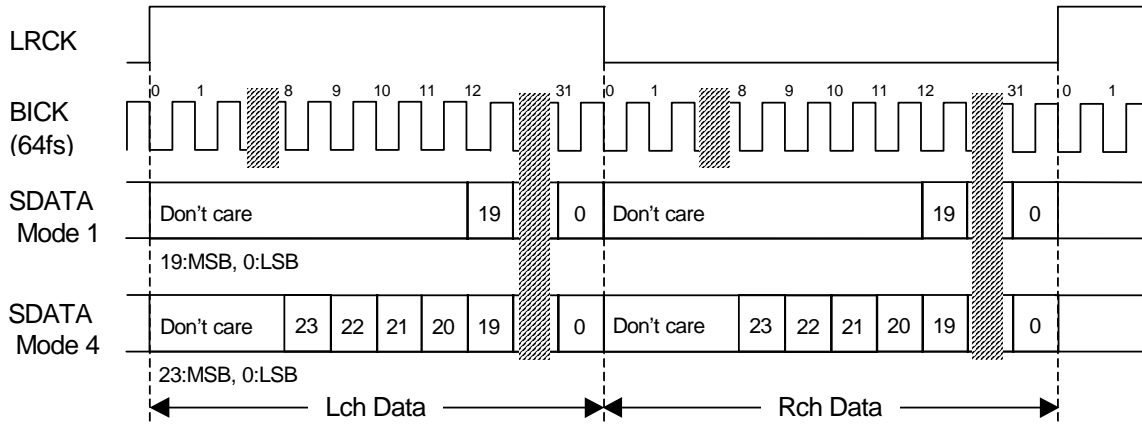 LRCK
BICK
(64fs)
0 1 8 9 10 11 12 31 0 1 8 9 10 11 12 31 0 1
SDATA
Mode 1
Don't care 19 0 Don't care 19 0
19:MSB, 0:LSB
SDATA
Mode 4
Don't care 23 22 21 20 19 0 Don't care 23 22 21 20 19 0
23:MSB, 0:LSB
Lch Data Rch Data